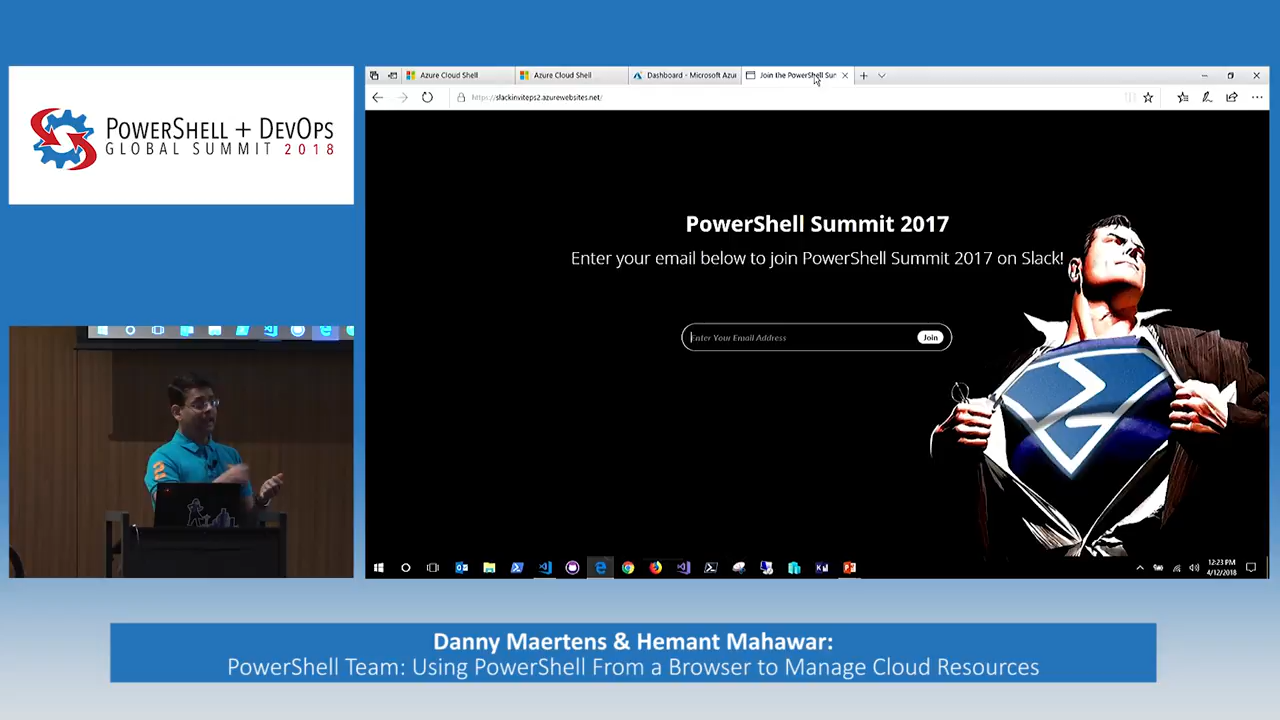 POWERSHELL + DEVOPS
GLOBAL SUMMIT 2018
Azure Cloud Shell
Azure Cloud Shell
Dashboard - Microsoft Azur
Join the PowerShell Sun
https://slackinviteps2.azurewebsites.net/
PowerShell Summit 2017
Enter your email below to join PowerShell Summit 2017 on Slack!
Enter Your Email Address
Join
2
12:23 PM
4/12/2018
Danny Maertens & Hemant Mahawar:
PowerShell Team: Using PowerShell From a Browser to Manage Cloud Resources